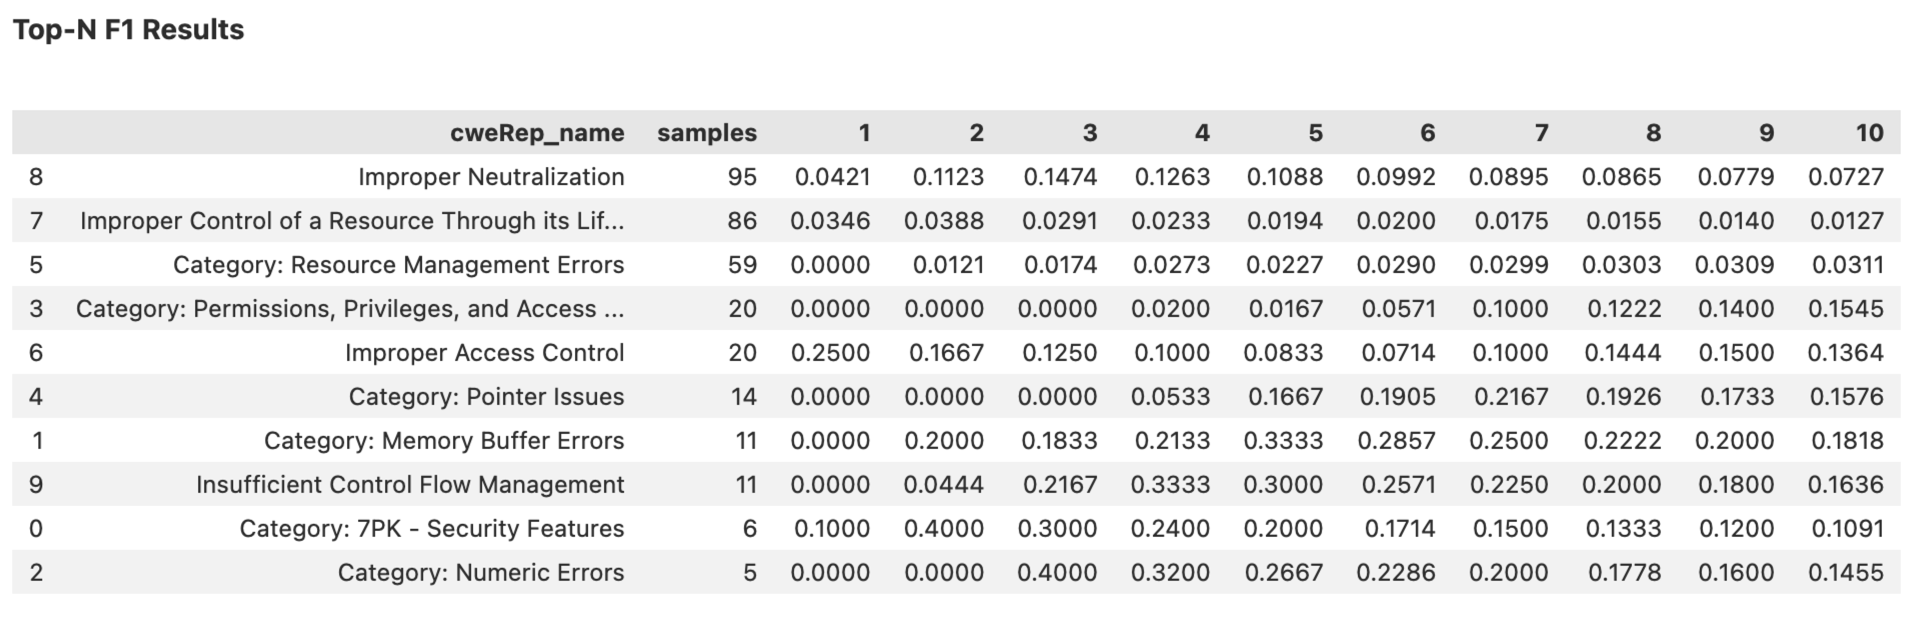 Top-N F1 Results
cweRep_name samples 1 2 3 4 5 6 7 8 9 10
8 Improper Neutralization 95 0.0421 0.1123 0.1474 0.1263 0.1088 0.0992 0.0895 0.0865 0.0779 0.0727
7 Improper Control of a Resource Through its Lif... 86 0.0346 0.0388 0.0291 0.0233 0.0194 0.0200 0.0175 0.0155 0.0140 0.0127
5 Category: Resource Management Errors 59 0.0000 0.0121 0.0174 0.0273 0.0227 0.0290 0.0299 0.0303 0.0309 0.0311
3 Category: Permissions, Privileges, and Access ... 20 0.0000 0.0000 0.0000 0.0200 0.0167 0.0571 0.1000 0.1222 0.1400 0.1545
6 Improper Access Control 20 0.2500 0.1667 0.1250 0.1000 0.0833 0.0714 0.1000 0.1444 0.1500 0.1364
4 Category: Pointer Issues 14 0.0000 0.0000 0.0000 0.0533 0.1667 0.1905 0.2167 0.1926 0.1733 0.1576
1 Category: Memory Buffer Errors 11 0.0000 0.2000 0.1833 0.2133 0.3333 0.2857 0.2500 0.2222 0.2000 0.1818
9 Insufficient Control Flow Management 11 0.0000 0.0444 0.2167 0.3333 0.3000 0.2571 0.2250 0.2000 0.1800 0.1636
0 Category: 7PK - Security Features 6 0.1000 0.4000 0.3000 0.2400 0.2000 0.1714 0.1500 0.1333 0.1200 0.1091
2 Category: Numeric Errors 5 0.0000 0.0000 0.4000 0.3200 0.2667 0.2286 0.2000 0.1778 0.1600 0.1455